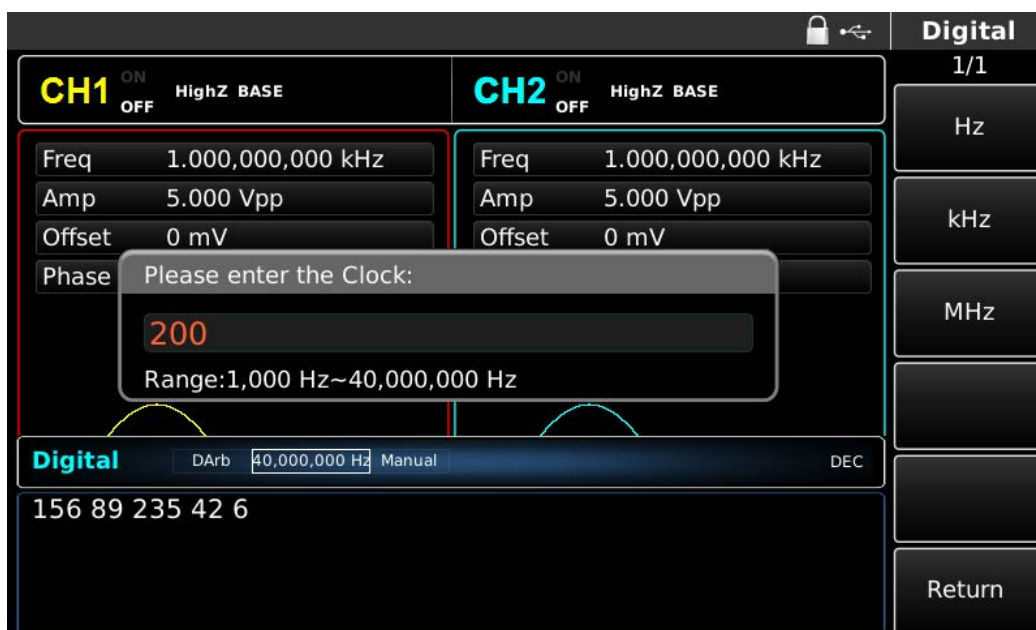 Digital
1/1
CH1 ON OFF HighZ BASE
CH2 ON OFF HighZ BASE
Hz
Freq 1.000,000,000 kHz
Freq 1.000,000,000 kHz
Amp 5.000 Vpp
Amp 5.000 Vpp
kHz
Offset 0 mV
Offset 0 mV
Phase
Please enter the Clock:
200
Range:1,000 Hz~40,000,000 Hz
MHz
Digital DArb 40,000,000 Hz Manual DEC
156 89 235 42 6
Return